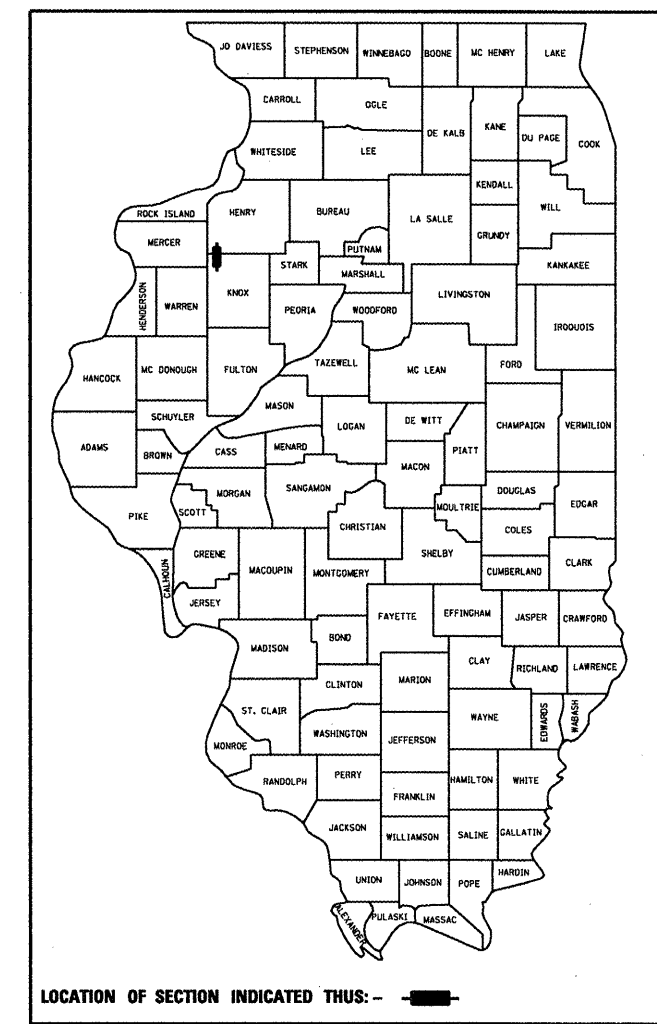 JO DAVIESS STEPHENSON WINNEBAGO BOONE MC HENRY LAKE
CARROLL OGLE
DE KALB KANE DU PAGE COOK
WHITESIDE LEE
KENDALL
ROCK ISLAND HENRY BUREAU LA SALLE WILL
MERCER PUTNAM GRUNDY
STARK MARSHALL KANKAKEE
HENDERSON WARREN KNOX PEORIA WOODFORD LIVINGSTON
IROQUOIS
HANCOCK MC DONOUGH FULTON TAZEWELL MC LEAN FORD
MASON
SCHUYLER LOGAN DE WITT CHAMPAIGN VERMILION
ADAMS BROWN CASS MENARD PIATT
MACON
MORGAN SANGAMON DOUGLAS
PIKE SCOTT CHRISTIAN MOULTRIE EDGAR
COLES
GREENE MACOUPIN MONTGOMERY SHELBY
CALHOUN CUMBERLAND CLARK
JERSEY FAYETTE EFFINGHAM JASPER CRAWFORD
MADISON BOND
CLAY RICHLAND LAWRENCE
CLINTON MARION
ST. CLAIR WAYNE EDWARDS WABASH
MONROE WASHINGTON JEFFERSON
RANDOLPH PERRY HAMILTON WHITE
FRANKLIN
JACKSON WILLIAMSON SALINE GALLATIN
UNION JOHNSON POPE HARDIN
ALEXANDER PULASKI MASSAC
LOCATION OF SECTION INDICATED THUS: -